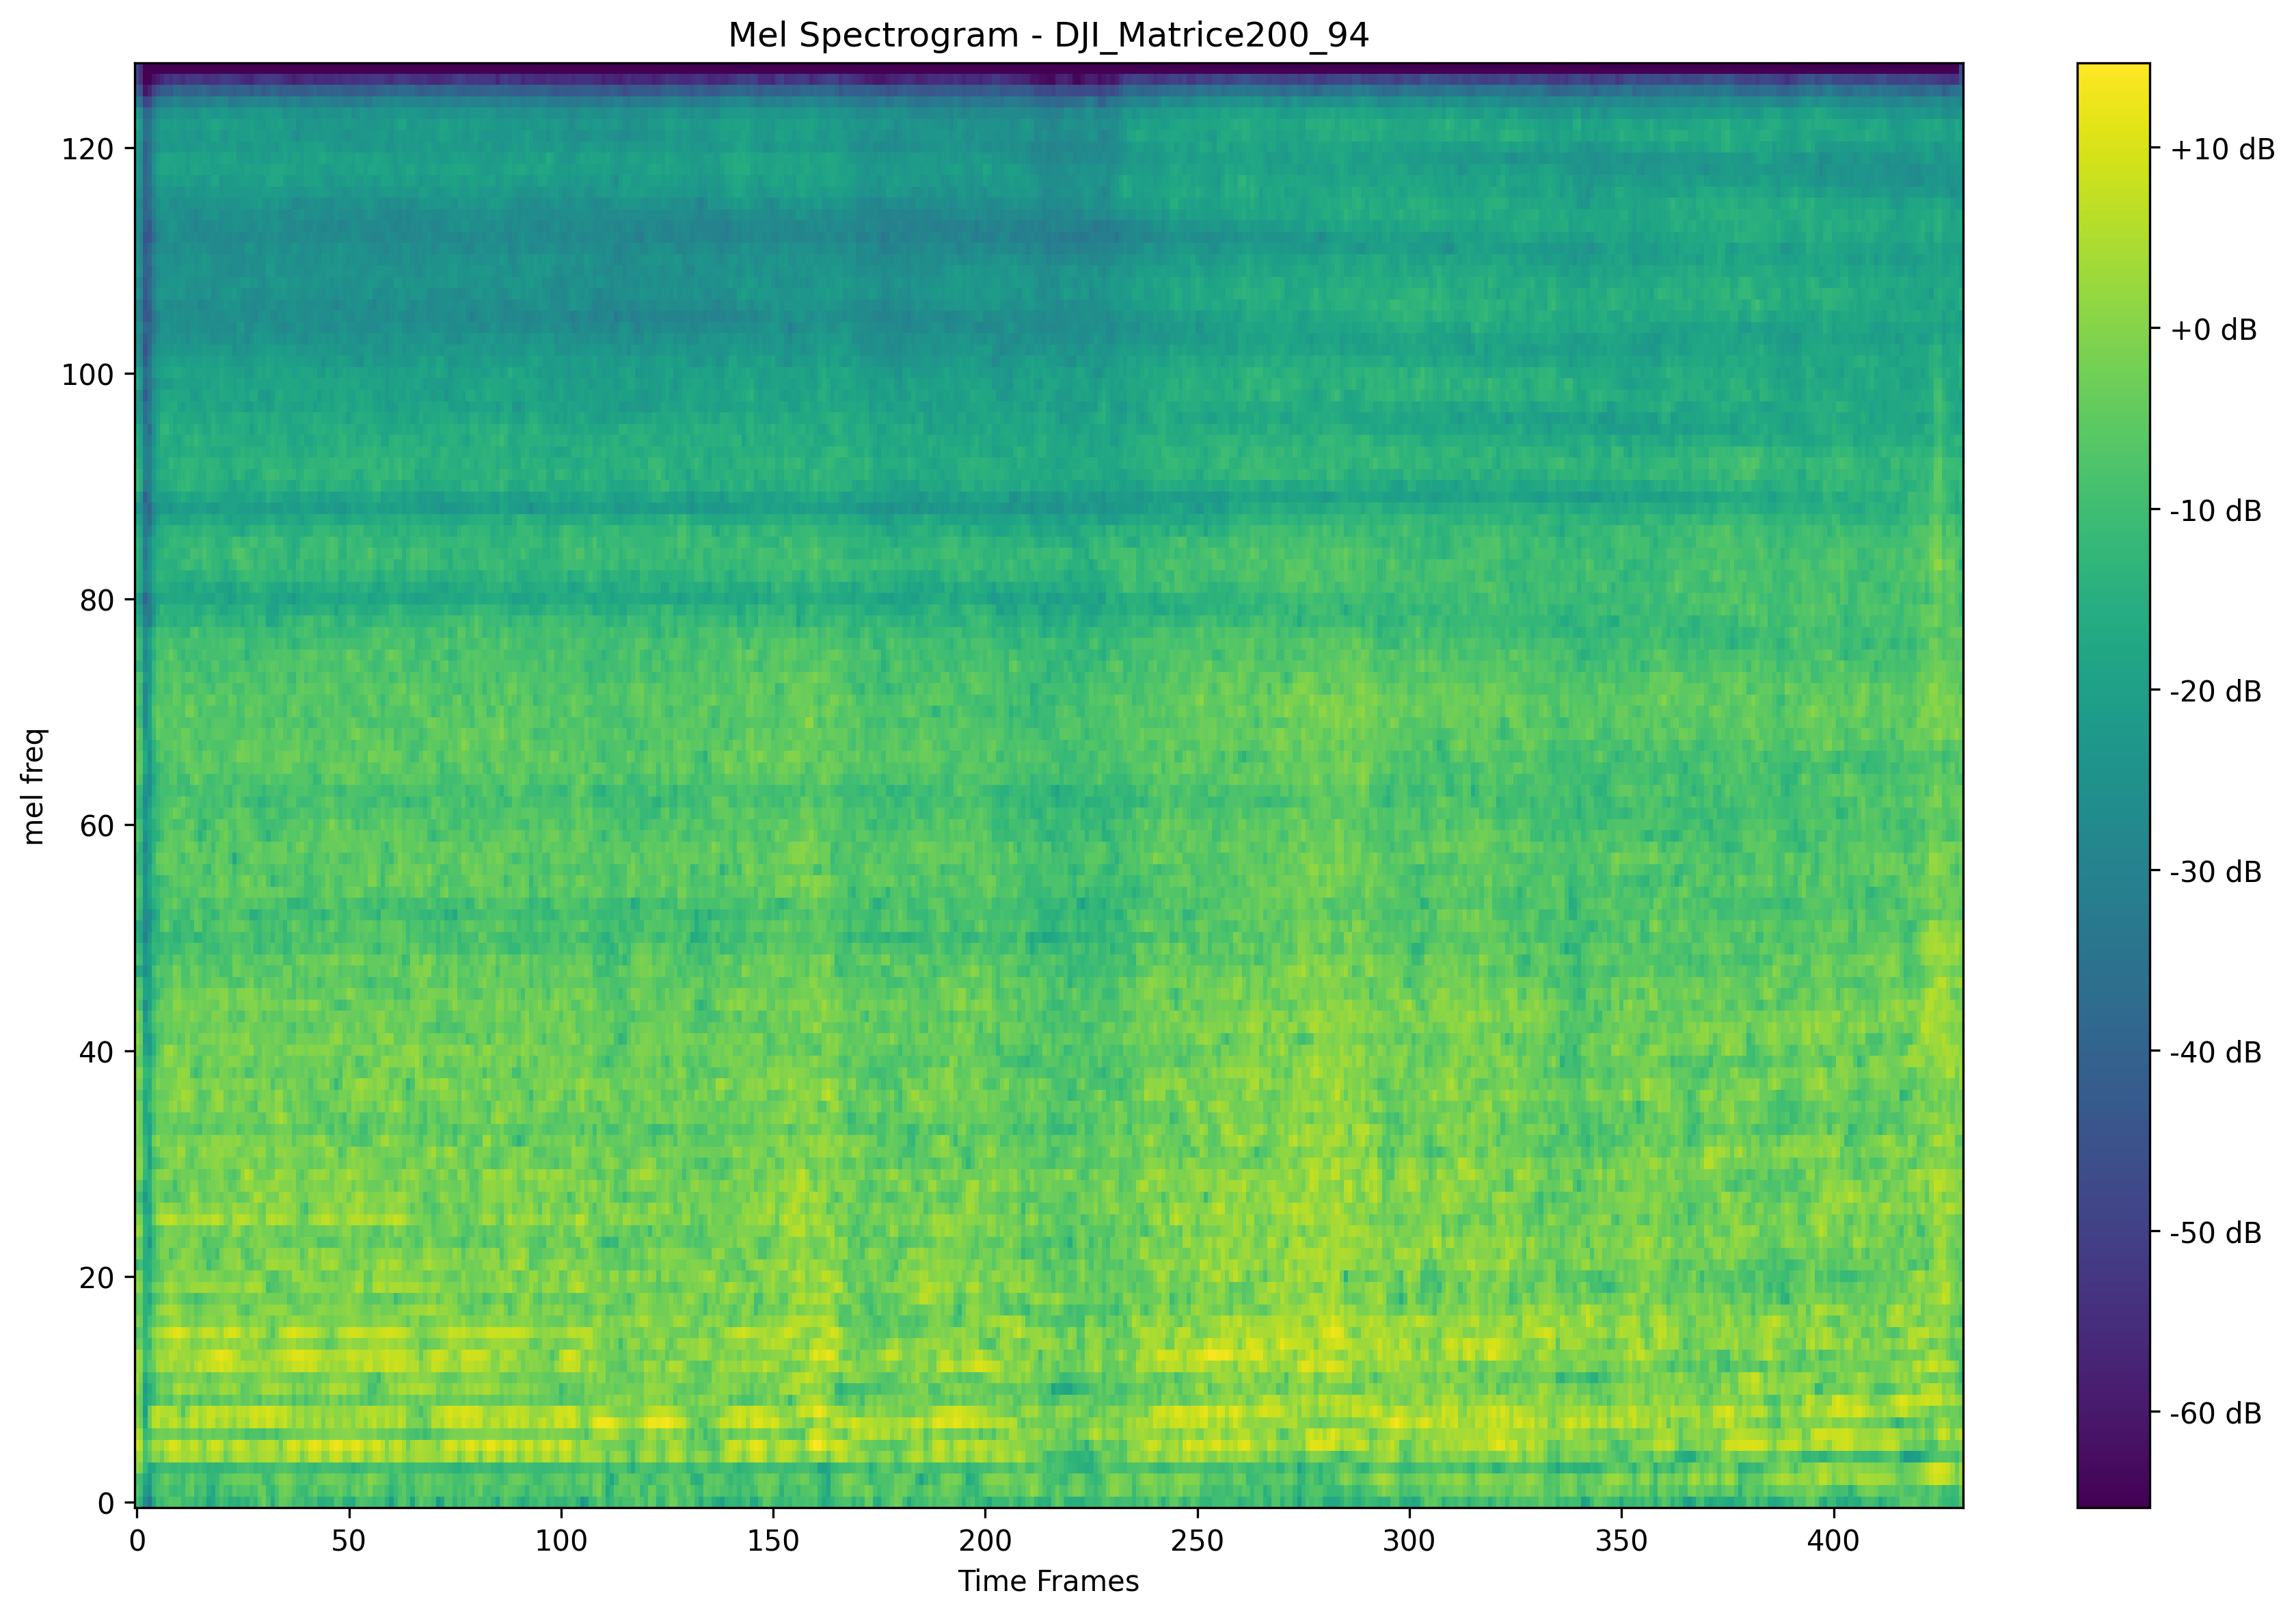 Mel Spectrogram - DJI_Matrice200_94
mel freq
120
100
80
60
40
20
0
0 50 100 150 200 250 300 350 400
Time Frames
+10 dB
+0 dB
-10 dB
-20 dB
-30 dB
-40 dB
-50 dB
-60 dB